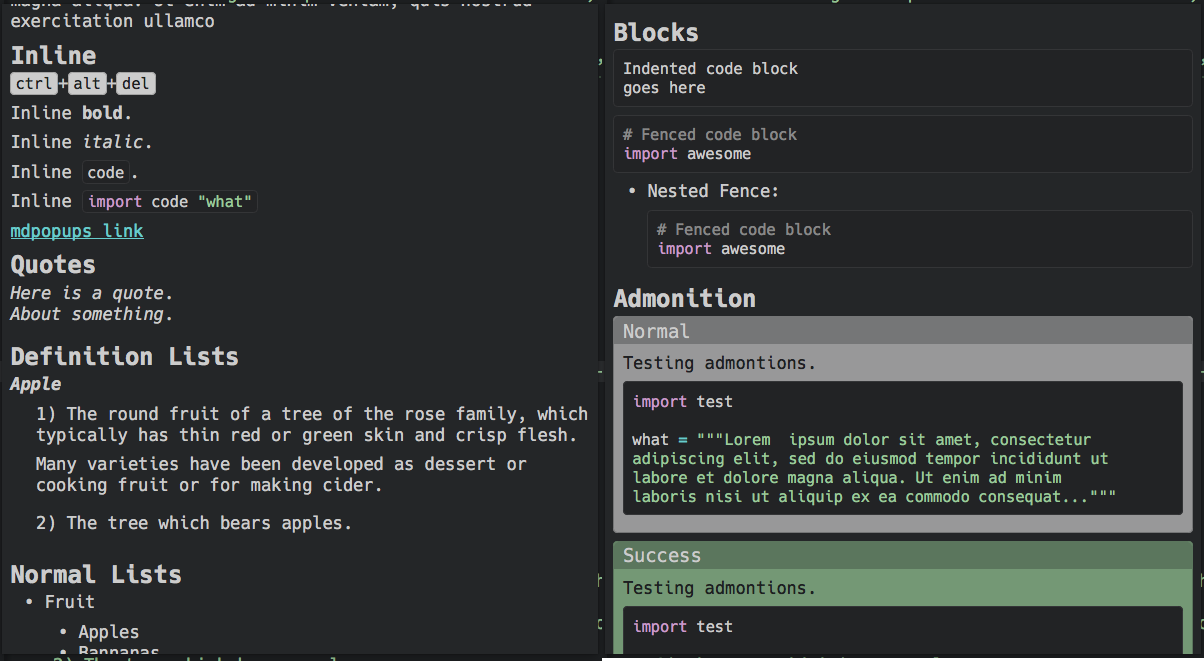 exercitation ullamco
Inline
ctrl+alt+del
Inline bold.
Inline italic.
Inline code.
Inline import code "what"
mdpopups link
Quotes
Here is a quote.
About something.
Definition Lists
Apple
1) The round fruit of a tree of the rose family, which
typically has thin red or green skin and crisp flesh.
Many varieties have been developed as dessert or
cooking fruit or for making cider.
2) The tree which bears apples.
Normal Lists
• Fruit
• Apples
• Bannanas
Blocks
Indented code block
goes here
# Fenced code block
import awesome
• Nested Fence:
# Fenced code block
import awesome
Admonition
Normal
Testing admontions.
import test
what = """Lorem  ipsum dolor sit amet, consectetur
adipiscing elit, sed do eiusmod tempor incididunt ut
labore et dolore magna aliqua. Ut enim ad minim
laboris nisi ut aliquip ex ea commodo consequat..."""
Success
Testing admontions.
import test